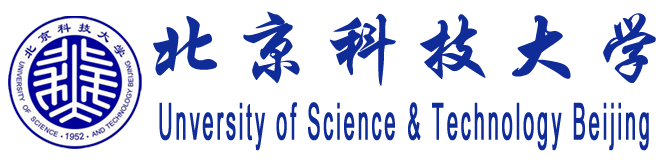 北京科技大学
UNIVERSITY OF SCIENCE · 1952 · AND TECHNOLOGY BEIJING
北京科技大学
Unversity of Science & Technology Beijing